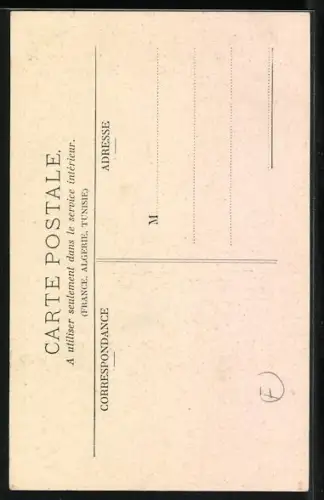 CARTE POSTALE.
A utiliser seulement dans le service intérieur.
(FRANCE, ALGERIE, TUNISIE)
CORRESPONDANCE
ADRESSE
M
F